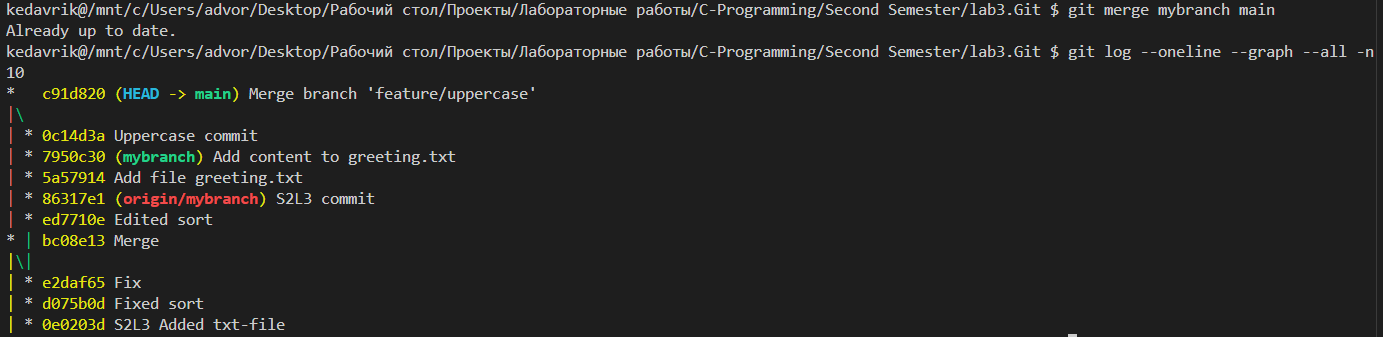 kedavrik@/mnt/c/Users/advor/Desktop/Рабочий стол/Проекты/Лабораторные работы/C-Programming/Second Semester/lab3.Git $ git merge mybranch main
Already up to date.
kedavrik@/mnt/c/Users/advor/Desktop/Рабочий стол/Проекты/Лабораторные работы/C-Programming/Second Semester/lab3.Git $ git log --oneline --graph --all -n
10
*   c91d820 (HEAD -> main) Merge branch 'feature/uppercase'
|\
| * 0c14d3a Uppercase commit
| * 7950c30 (mybranch) Add content to greeting.txt
| * 5a57914 Add file greeting.txt
| * 86317e1 (origin/mybranch) S2L3 commit
| * ed7710e Edited sort
* | bc08e13 Merge
|\|
| * e2daf65 Fix
| * d075b0d Fixed sort
| * 0e0203d S2L3 Added txt-file